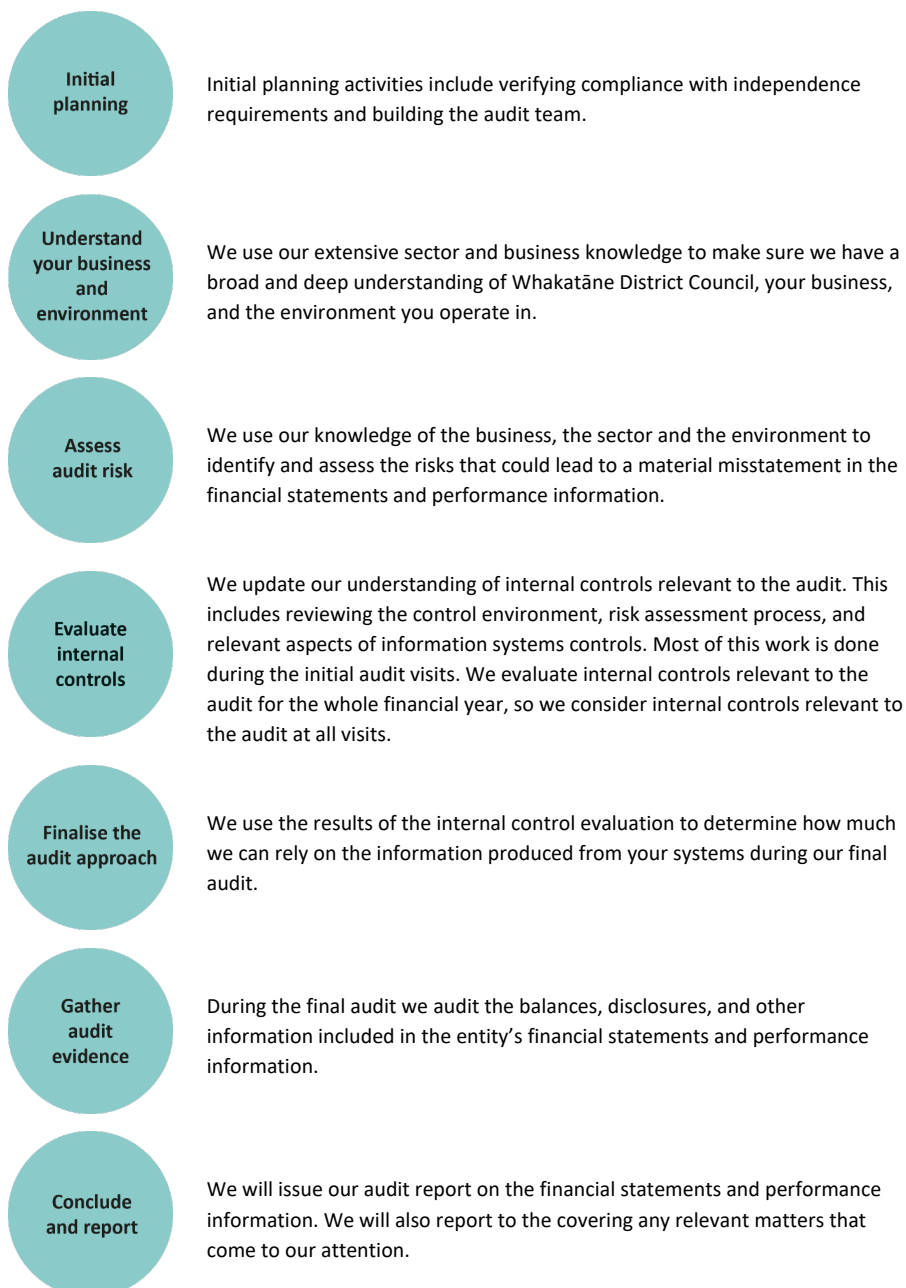 Initial
planning
Initial planning activities include verifying compliance with independence
requirements and building the audit team.
Understand
your business
and
environment
We use our extensive sector and business knowledge to make sure we have a
broad and deep understanding of Whakatāne District Council, your business,
and the environment you operate in.
Assess
audit risk
We use our knowledge of the business, the sector and the environment to
identify and assess the risks that could lead to a material misstatement in the
financial statements and performance information.
Evaluate
internal
controls
We update our understanding of internal controls relevant to the audit. This
includes reviewing the control environment, risk assessment process, and
relevant aspects of information systems controls. Most of this work is done
during the initial audit visits. We evaluate internal controls relevant to the
audit for the whole financial year, so we consider internal controls relevant to
the audit at all visits.
Finalise the
audit approach
We use the results of the internal control evaluation to determine how much
we can rely on the information produced from your systems during our final
audit.
Gather
audit
evidence
During the final audit we audit the balances, disclosures, and other
information included in the entity’s financial statements and performance
information.
Conclude
and report
We will issue our audit report on the financial statements and performance
information. We will also report to the covering any relevant matters that
come to our attention.